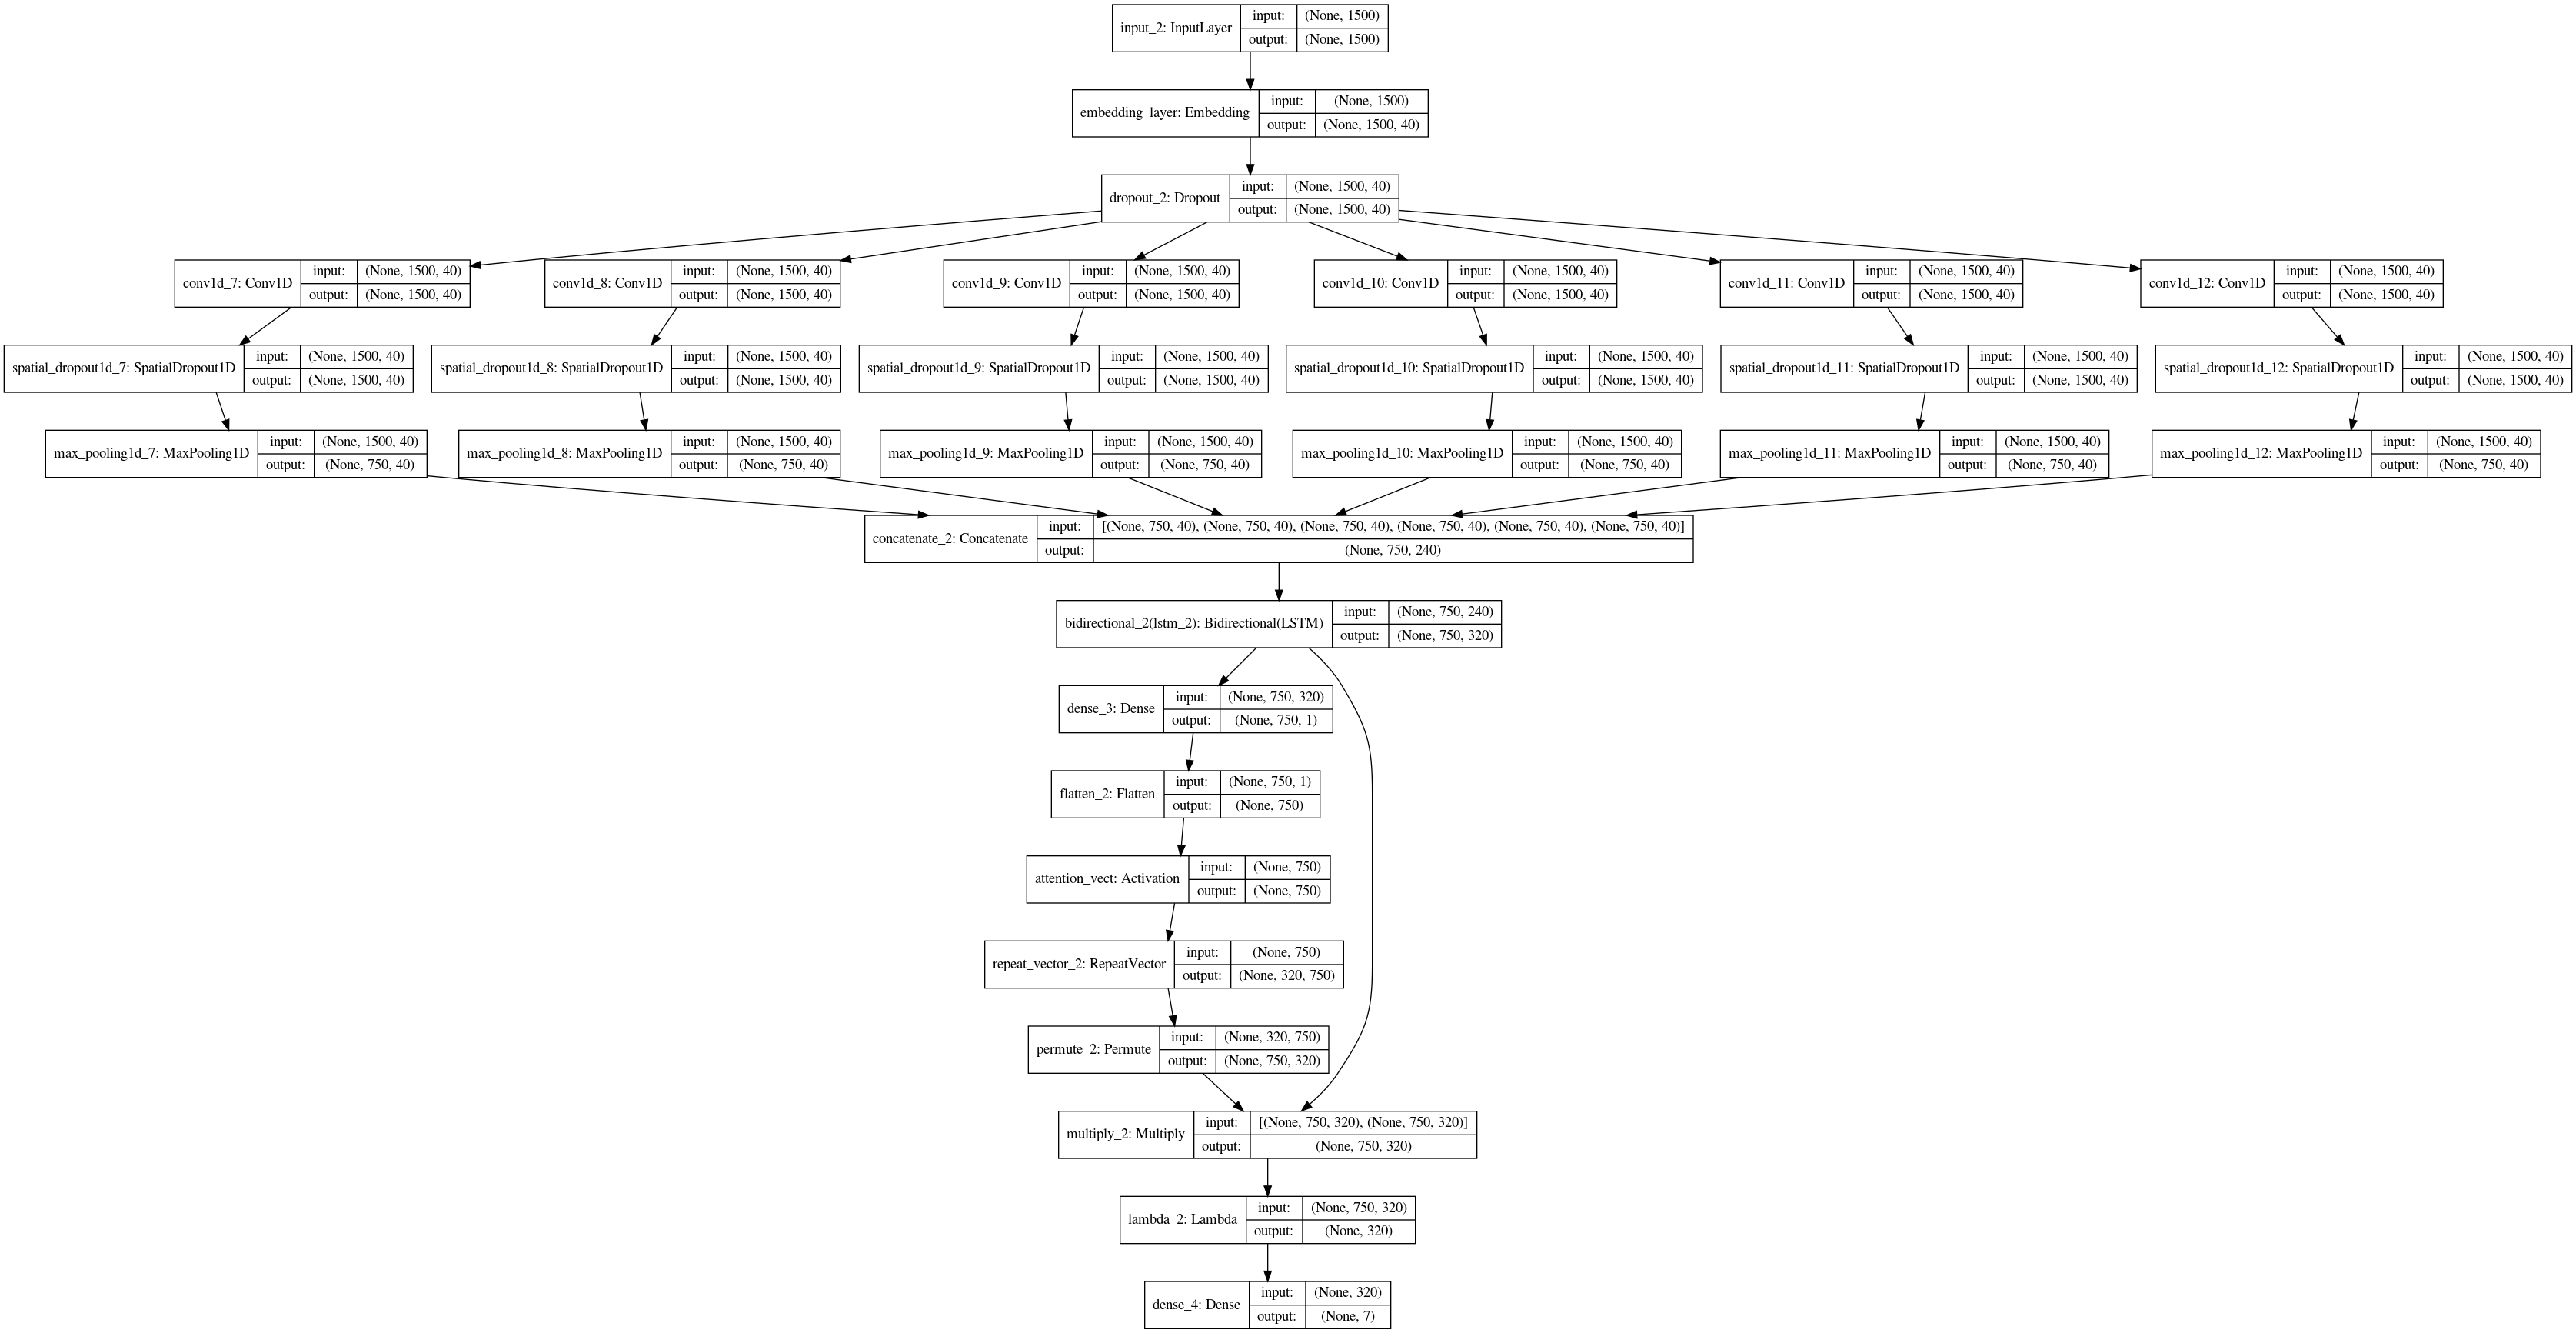 input_2: InputLayer
input: (None, 1500)
output: (None, 1500)
embedding_layer: Embedding
input: (None, 1500)
output: (None, 1500, 40)
dropout_2: Dropout
input: (None, 1500, 40)
output: (None, 1500, 40)
conv1d_7: Conv1D
input: (None, 1500, 40)
output: (None, 1500, 40)
conv1d_8: Conv1D
input: (None, 1500, 40)
output: (None, 1500, 40)
conv1d_9: Conv1D
input: (None, 1500, 40)
output: (None, 1500, 40)
conv1d_10: Conv1D
input: (None, 1500, 40)
output: (None, 1500, 40)
conv1d_11: Conv1D
input: (None, 1500, 40)
output: (None, 1500, 40)
conv1d_12: Conv1D
input: (None, 1500, 40)
output: (None, 1500, 40)
spatial_dropout1d_7: SpatialDropout1D
input: (None, 1500, 40)
output: (None, 1500, 40)
spatial_dropout1d_8: SpatialDropout1D
input: (None, 1500, 40)
output: (None, 1500, 40)
spatial_dropout1d_9: SpatialDropout1D
input: (None, 1500, 40)
output: (None, 1500, 40)
spatial_dropout1d_10: SpatialDropout1D
input: (None, 1500, 40)
output: (None, 1500, 40)
spatial_dropout1d_11: SpatialDropout1D
input: (None, 1500, 40)
output: (None, 1500, 40)
spatial_dropout1d_12: SpatialDropout1D
input: (None, 1500, 40)
output: (None, 1500, 40)
max_pooling1d_7: MaxPooling1D
input: (None, 1500, 40)
output: (None, 750, 40)
max_pooling1d_8: MaxPooling1D
input: (None, 1500, 40)
output: (None, 750, 40)
max_pooling1d_9: MaxPooling1D
input: (None, 1500, 40)
output: (None, 750, 40)
max_pooling1d_10: MaxPooling1D
input: (None, 1500, 40)
output: (None, 750, 40)
max_pooling1d_11: MaxPooling1D
input: (None, 1500, 40)
output: (None, 750, 40)
max_pooling1d_12: MaxPooling1D
input: (None, 1500, 40)
output: (None, 750, 40)
concatenate_2: Concatenate
input: [(None, 750, 40), (None, 750, 40), (None, 750, 40), (None, 750, 40), (None, 750, 40), (None, 750, 40)]
output: (None, 750, 240)
bidirectional_2(lstm_2): Bidirectional(LSTM)
input: (None, 750, 240)
output: (None, 750, 320)
dense_3: Dense
input: (None, 750, 320)
output: (None, 750, 1)
flatten_2: Flatten
input: (None, 750, 1)
output: (None, 750)
attention_vect: Activation
input: (None, 750)
output: (None, 750)
repeat_vector_2: RepeatVector
input: (None, 750)
output: (None, 320, 750)
permute_2: Permute
input: (None, 320, 750)
output: (None, 750, 320)
multiply_2: Multiply
input: [(None, 750, 320), (None, 750, 320)]
output: (None, 750, 320)
lambda_2: Lambda
input: (None, 750, 320)
output: (None, 320)
dense_4: Dense
input: (None, 320)
output: (None, 7)